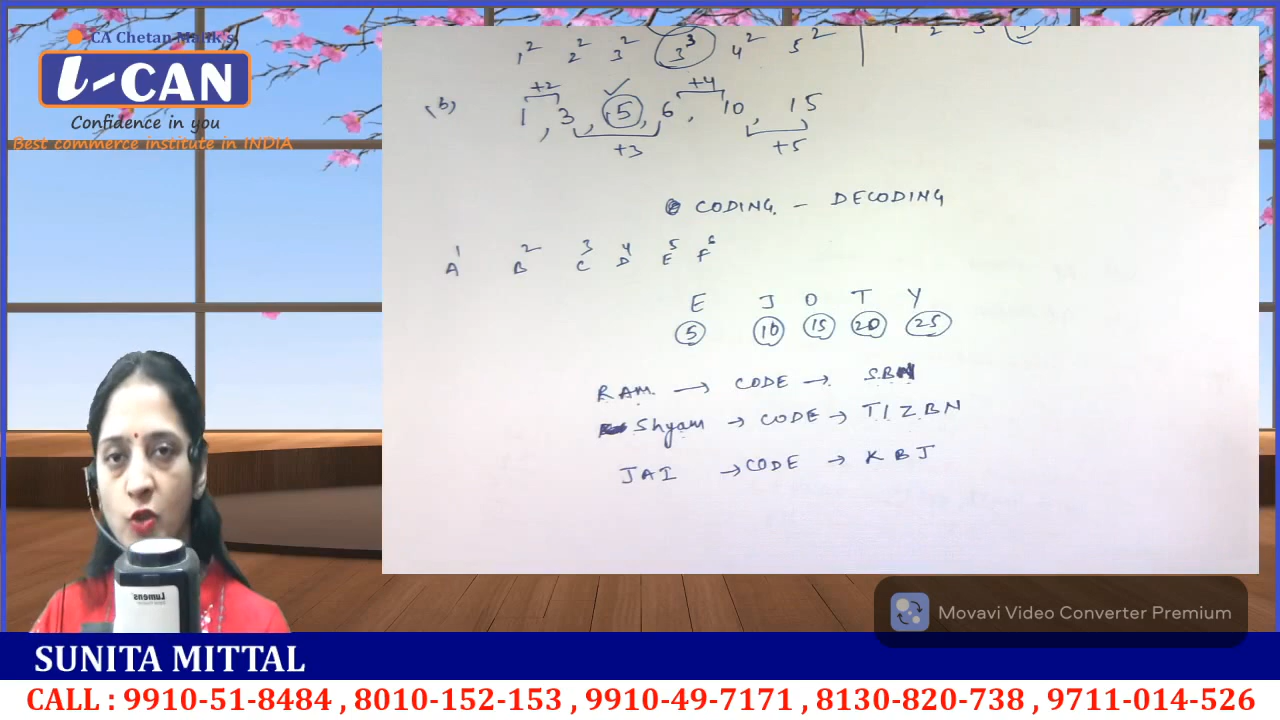 CA Chetan Malik's
i-CAN
Confidence in you
Best commerce institute in INDIA
1² 2² 3² 3³ 4² 5²
+2 +4
(b) 1, 3, 5, 6, 10, 15
+3 +5
CODING - DECODING
1 2 3 4 5 6
A B C D E F
E J O T Y
5 10 15 20 25
RAM → CODE → SBN
Shyam → CODE → TIZBN
JAI → CODE → KBJ
Lumens
Movavi Video Converter Premium
SUNITA MITTAL
CALL : 9910-51-8484 , 8010-152-153 , 9910-49-7171 , 8130-820-738 , 9711-014-526